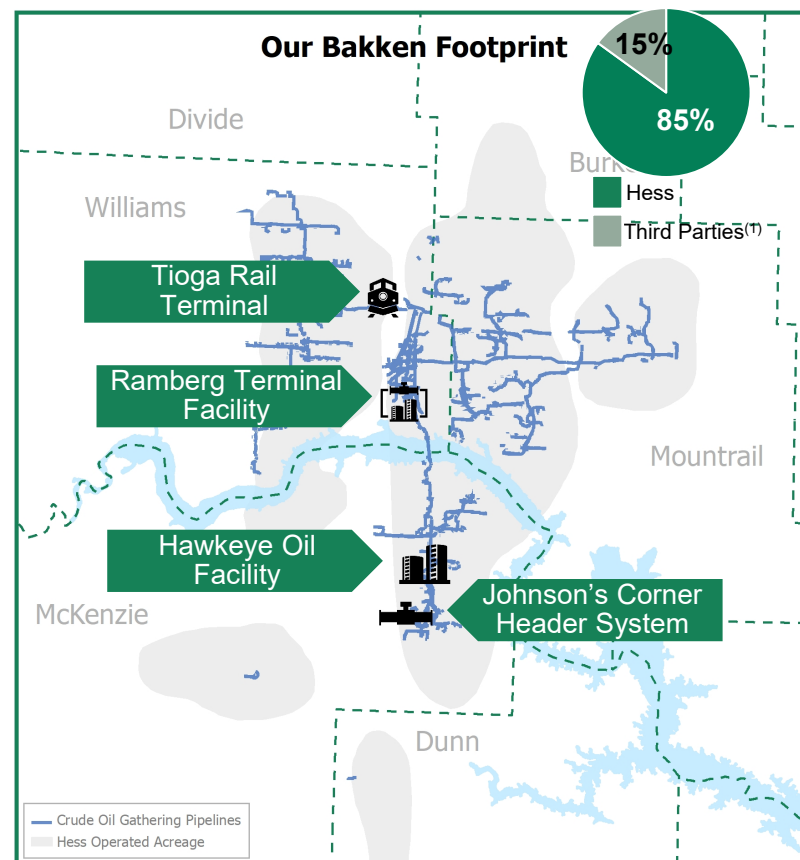 Our Bakken Footprint
15%
85%
Divide
Hess
Third Parties(1)
Williams
Tioga Rail
Terminal
Ramberg Terminal
Facility
Mountrail
Hawkeye Oil
Facility
McKenzie
Johnson's Corner
Header System
Dunn
Crude Oil Gathering Pipelines
Hess Operated Acreage